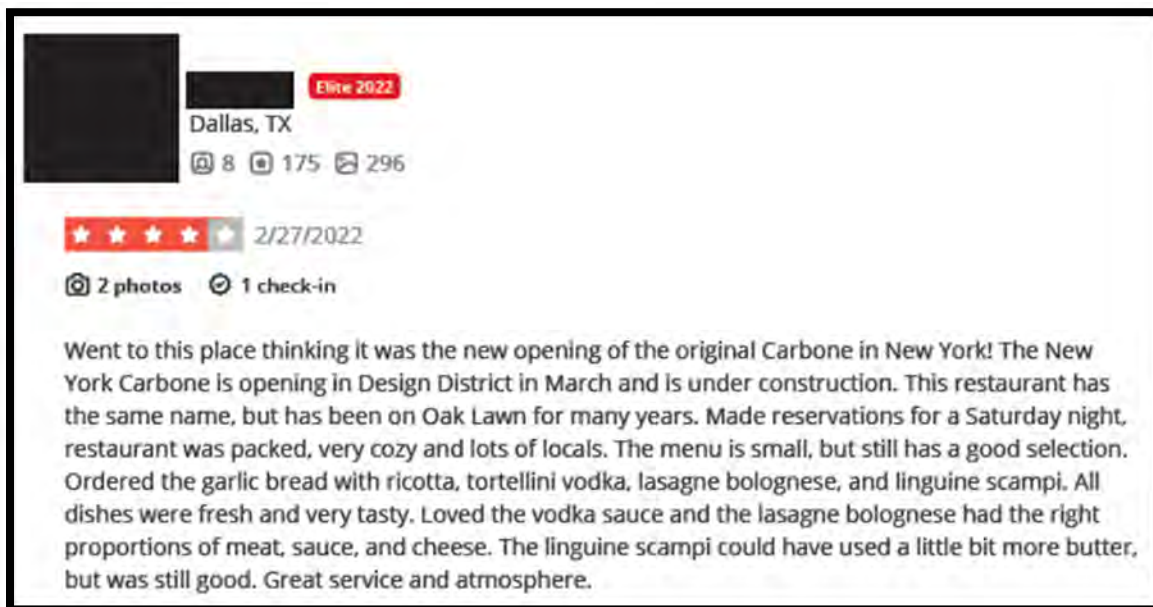 Elite 2022
Dallas, TX
8 175 296
2/27/2022
2 photos 1 check-in
Went to this place thinking it was the new opening of the original Carbone in New York! The New
York Carbone is opening in Design District in March and is under construction. This restaurant has
the same name, but has been on Oak Lawn for many years. Made reservations for a Saturday night,
restaurant was packed, very cozy and lots of locals. The menu is small, but still has a good selection.
Ordered the garlic bread with ricotta, tortellini vodka, lasagne bolognese, and linguine scampi. All
dishes were fresh and very tasty. Loved the vodka sauce and the lasagne bolognese had the right
proportions of meat, sauce, and cheese. The linguine scampi could have used a little bit more butter,
but was still good. Great service and atmosphere.